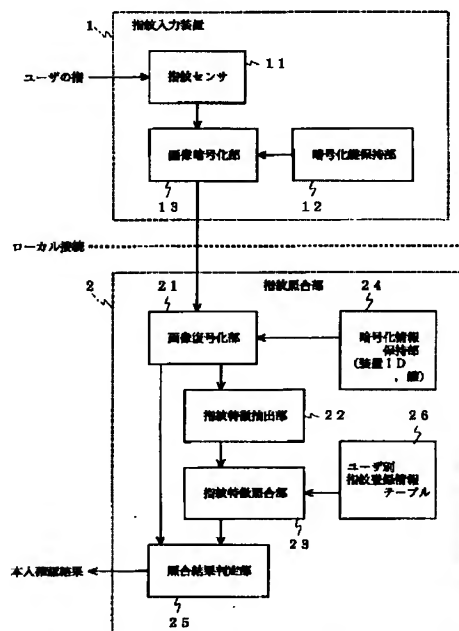 1
指紋入力装置
ユーザの指
指紋センサ
11
画像暗号化部
13
暗号化鍵保持部
12
ローカル接続
2
指紋照合部
21
画像復号化部
24
暗号化情報
保持部
(装置ID
, 鍵)
指紋特徴抽出部
22
26
ユーザ別
指紋登録情報
テーブル
指紋特徴照合部
23
本人確認結果
照合結果判定部
25